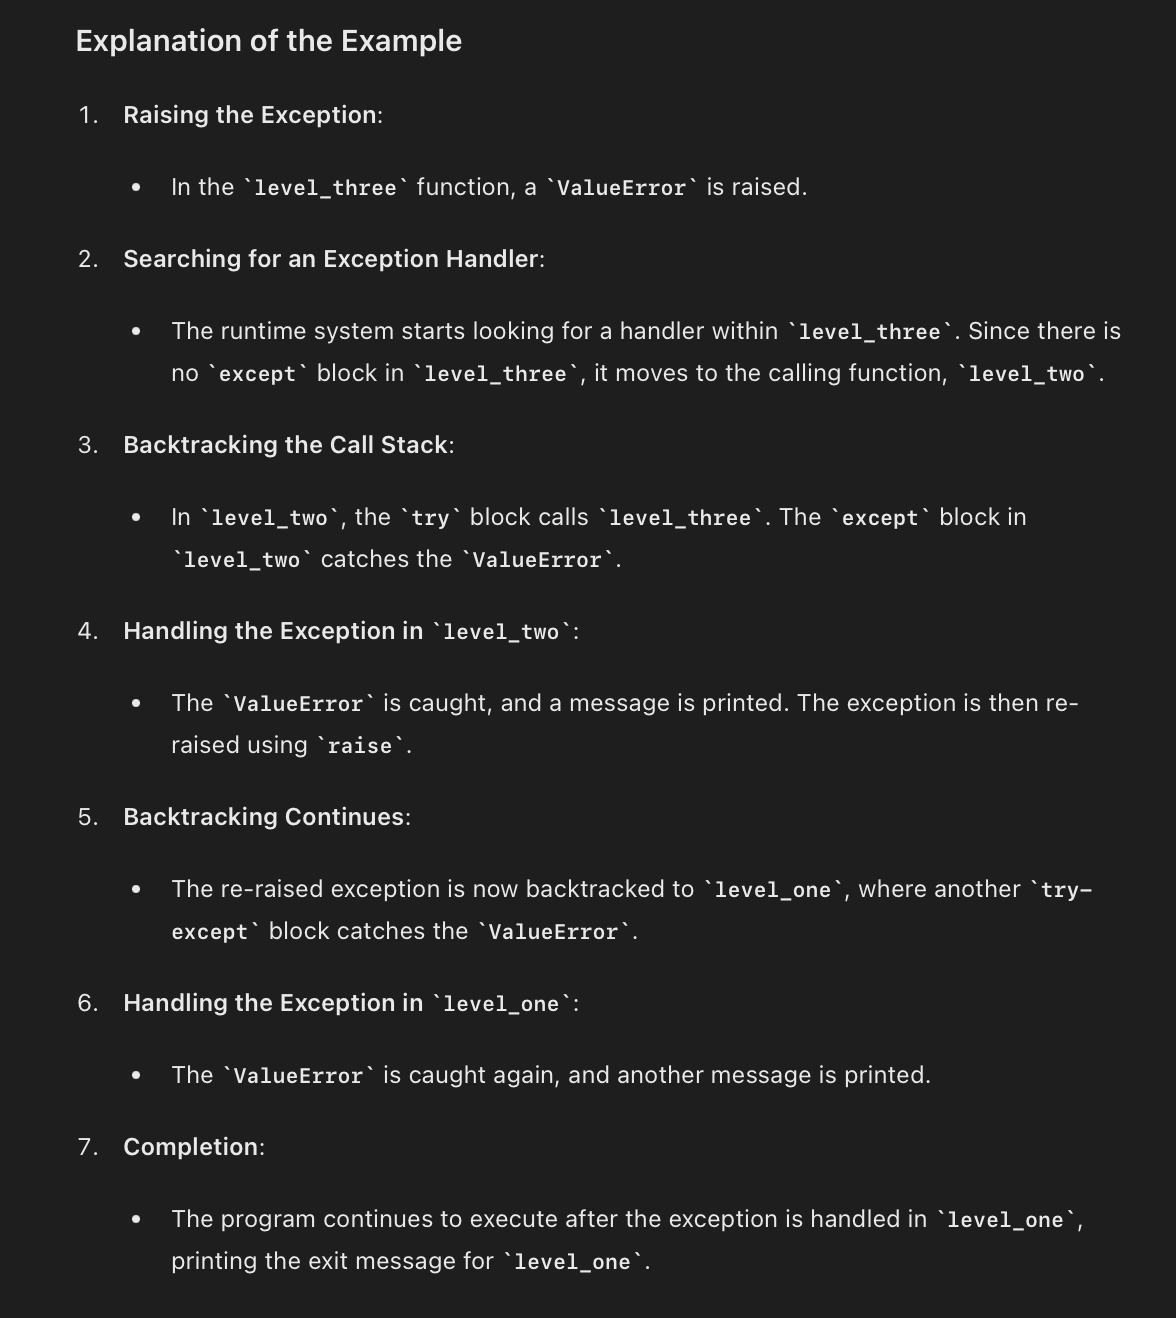 Explanation of the Example
1. Raising the Exception:
• In the `level_three` function, a `ValueError` is raised.
2. Searching for an Exception Handler:
• The runtime system starts looking for a handler within `level_three`. Since there is
no `except` block in `level_three`, it moves to the calling function, `level_two`.
3. Backtracking the Call Stack:
• In `level_two`, the `try` block calls `level_three`. The `except` block in
`level_two` catches the `ValueError`.
4. Handling the Exception in `level_two`:
• The `ValueError` is caught, and a message is printed. The exception is then re-
raised using `raise`.
5. Backtracking Continues:
• The re-raised exception is now backtracked to `level_one`, where another `try-
except` block catches the `ValueError`.
6. Handling the Exception in `level_one`:
• The `ValueError` is caught again, and another message is printed.
7. Completion:
• The program continues to execute after the exception is handled in `level_one`,
printing the exit message for `level_one`.